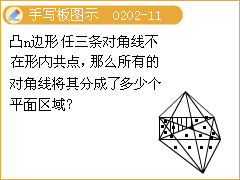 手写板图示 0202-11
凸n边形任三条对角线不
在形内共点，那么所有的
对角线将其分成了多少个
平面区域?